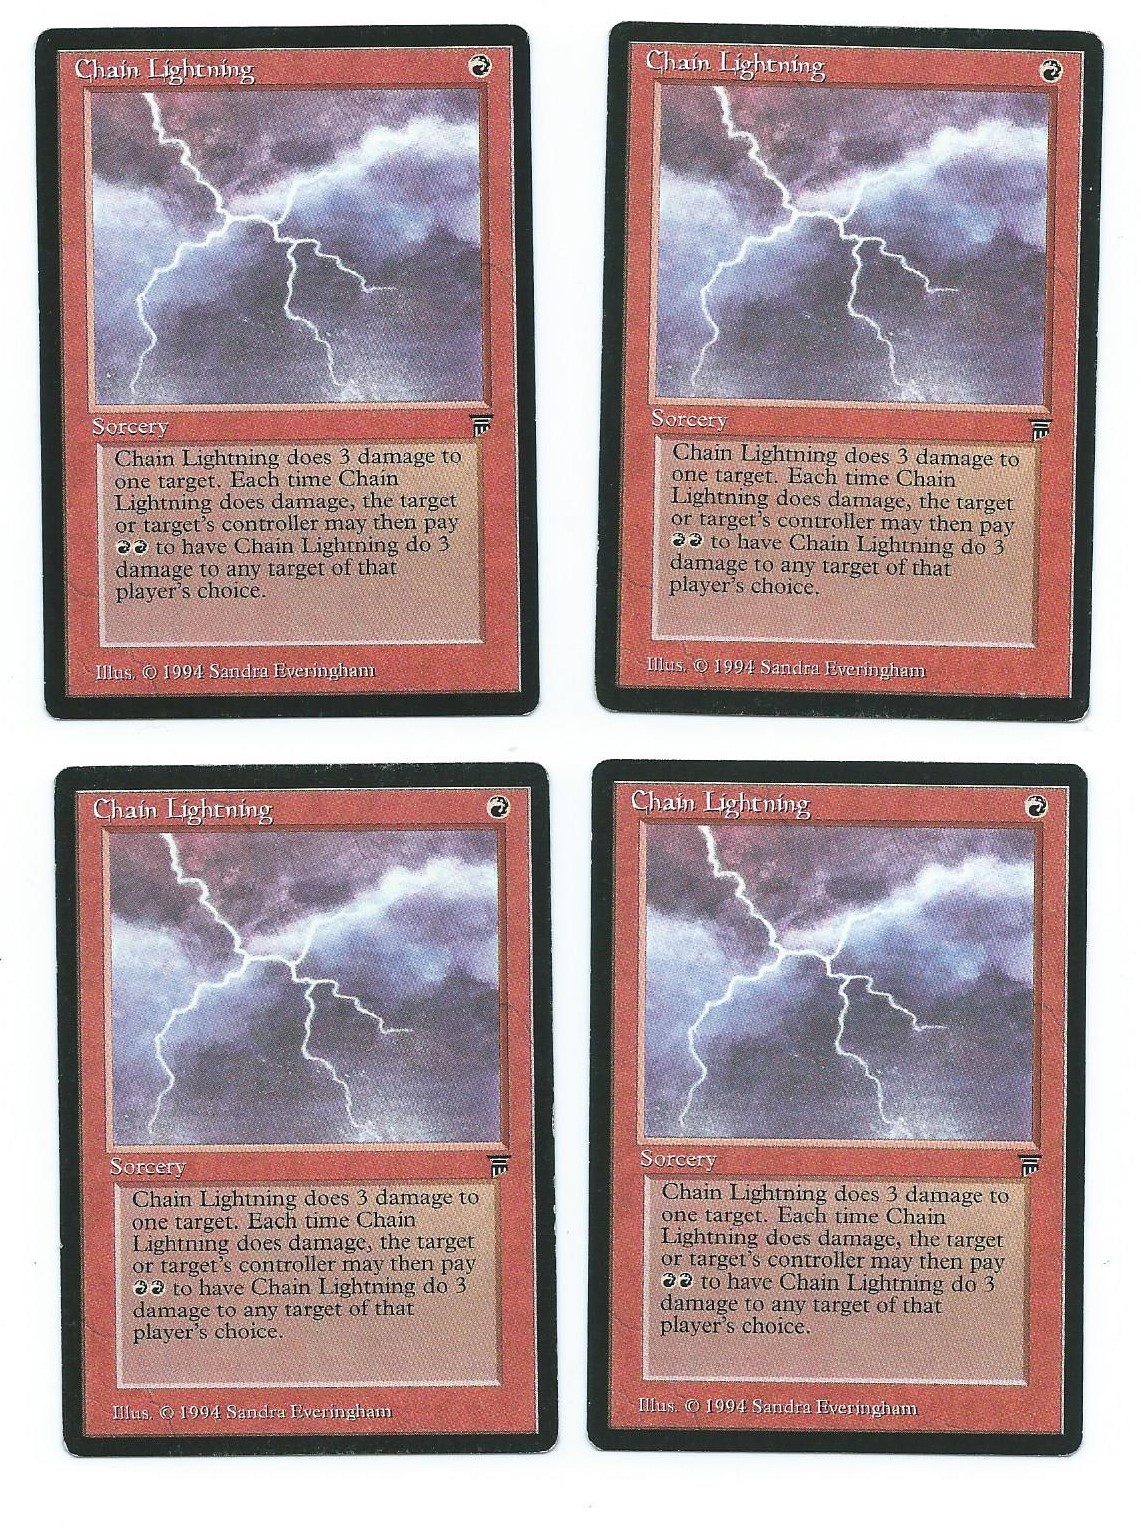 Chain Lightning
Sorcery
Chain Lightning does 3 damage to
one target. Each time Chain
Lightning does damage, the target
or target's controller may then pay
to have Chain Lightning do 3
damage to any target of that
player's choice.
Illus. © 1994 Sandra Everingham
Chain Lightning
Sorcery
Chain Lightning does 3 damage to
one target. Each time Chain
Lightning does damage, the target
or target's controller may then pay
to have Chain Lightning do 3
damage to any target of that
player's choice.
Illus. © 1994 Sandra Everingham
Chain Lightning
Sorcery
Chain Lightning does 3 damage to
one target. Each time Chain
Lightning does damage, the target
or target's controller may then pay
to have Chain Lightning do 3
damage to any target of that
player's choice.
Illus. © 1994 Sandra Everingham
Chain Lightning
Sorcery
Chain Lightning does 3 damage to
one target. Each time Chain
Lightning does damage, the target
or target's controller may then pay
to have Chain Lightning do 3
damage to any target of that
player's choice.
Illus. © 1994 Sandra Everingham